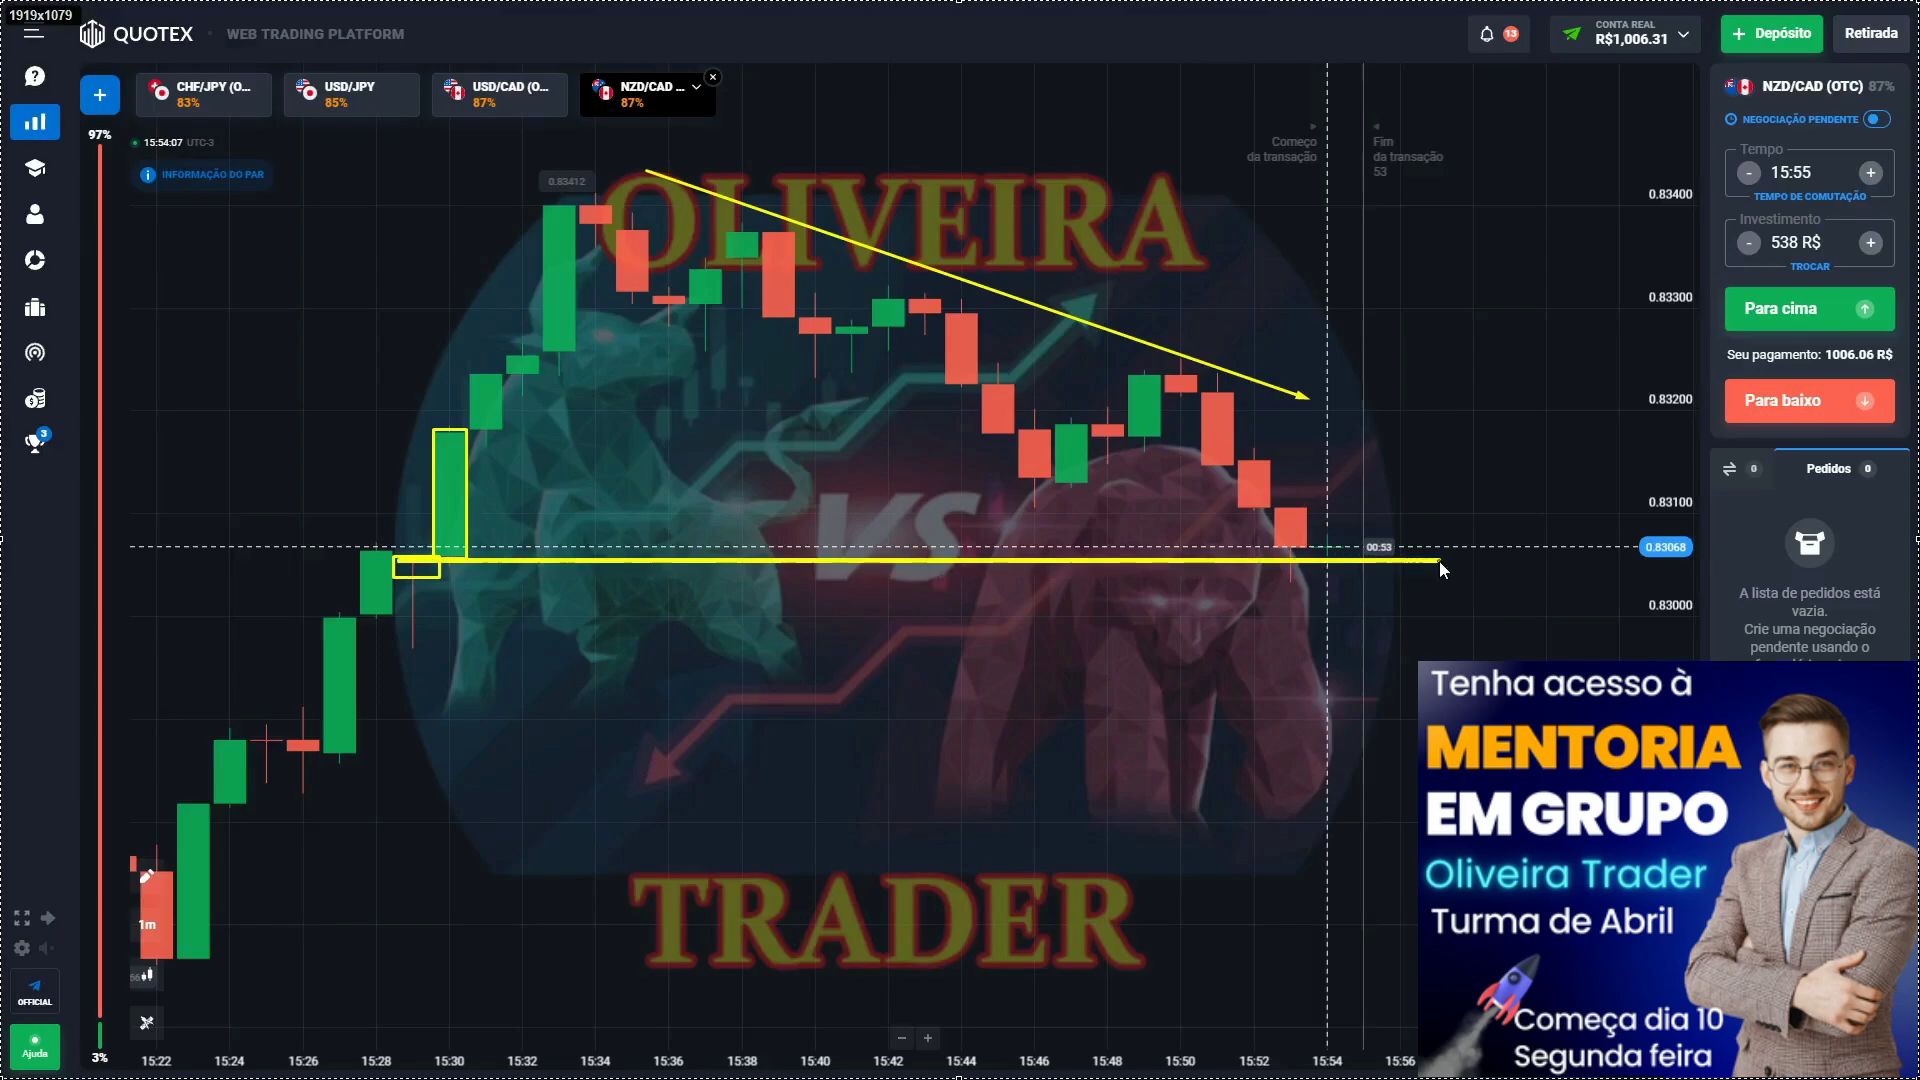 1919x1079
QUOTEX
WEB TRADING PLATFORM
13
CONTA REAL
R$1,006.31
Depósito
Retirada
CHF/JPY (O...
83%
USD/JPY
85%
USD/CAD (O...
87%
NZD/CAD ...
87%
97%
15:54:07 UTC-3
INFORMAÇÃO DO PAR
Começo
da transação
Fim
da transação
53
NZD/CAD (OTC) 87%
NEGOCIAÇÃO PENDENTE
Tempo
- 15:55 +
TEMPO DE COMUTAÇÃO
Investimento
- 538 R$ +
TROCAR
Para cima
Seu pagamento: 1006.06 R$
Para baixo
0
Pedidos 0
A lista de pedidos está
vazia.
Crie uma negociação
pendente usando o
0.83412
OLIVEIRA
VS
TRADER
0.83400
0.83300
0.83200
0.83100
00:53
0.83068
0.83000
3
1m
OFFICIAL
Ajuda
3%
- +
15:22 15:24 15:26 15:28 15:30 15:32 15:34 15:36 15:38 15:40 15:42 15:44 15:46 15:48 15:50 15:52 15:54 15:56
Tenha acesso à
MENTORIA
EM GRUPO
Oliveira Trader
Turma de Abril
Começa dia 10
Segunda feira